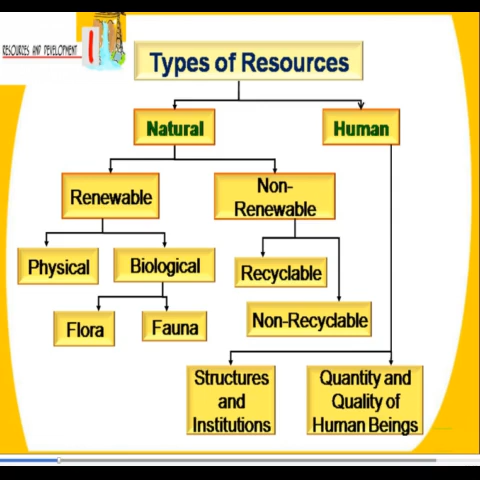 RESOURCES AND DEVELOPMENT
1
Types of Resources
Natural
Human
Renewable
Non-
Renewable
Physical
Biological
Recyclable
Flora
Fauna
Non-Recyclable
Structures
and
Institutions
Quantity and
Quality of
Human Beings